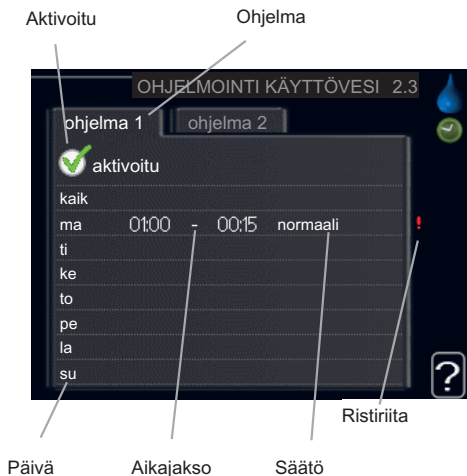 Aktivoitu Ohjelma
OHJELMOINTI KÄYTTÖVESI 2.3
ohjelma 1 ohjelma 2
aktivoitu
kaik
ma 01:00 - 00:15 normaali !
ti
ke
to
pe
la
su
?
Ristiriita
Päivä Aikajakso Säätö